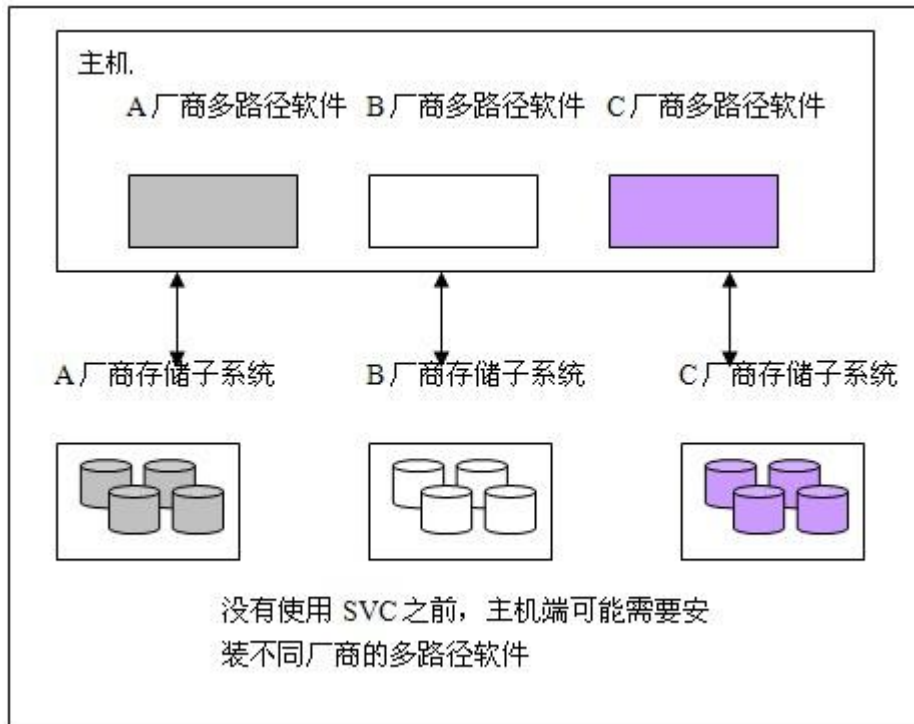 主机
A厂商多路径软件 B厂商多路径软件 C厂商多路径软件
A厂商存储子系统 B厂商存储子系统 C厂商存储子系统
没有使用 SVC之前，主机端可能需要安
装不同厂商的多路径软件